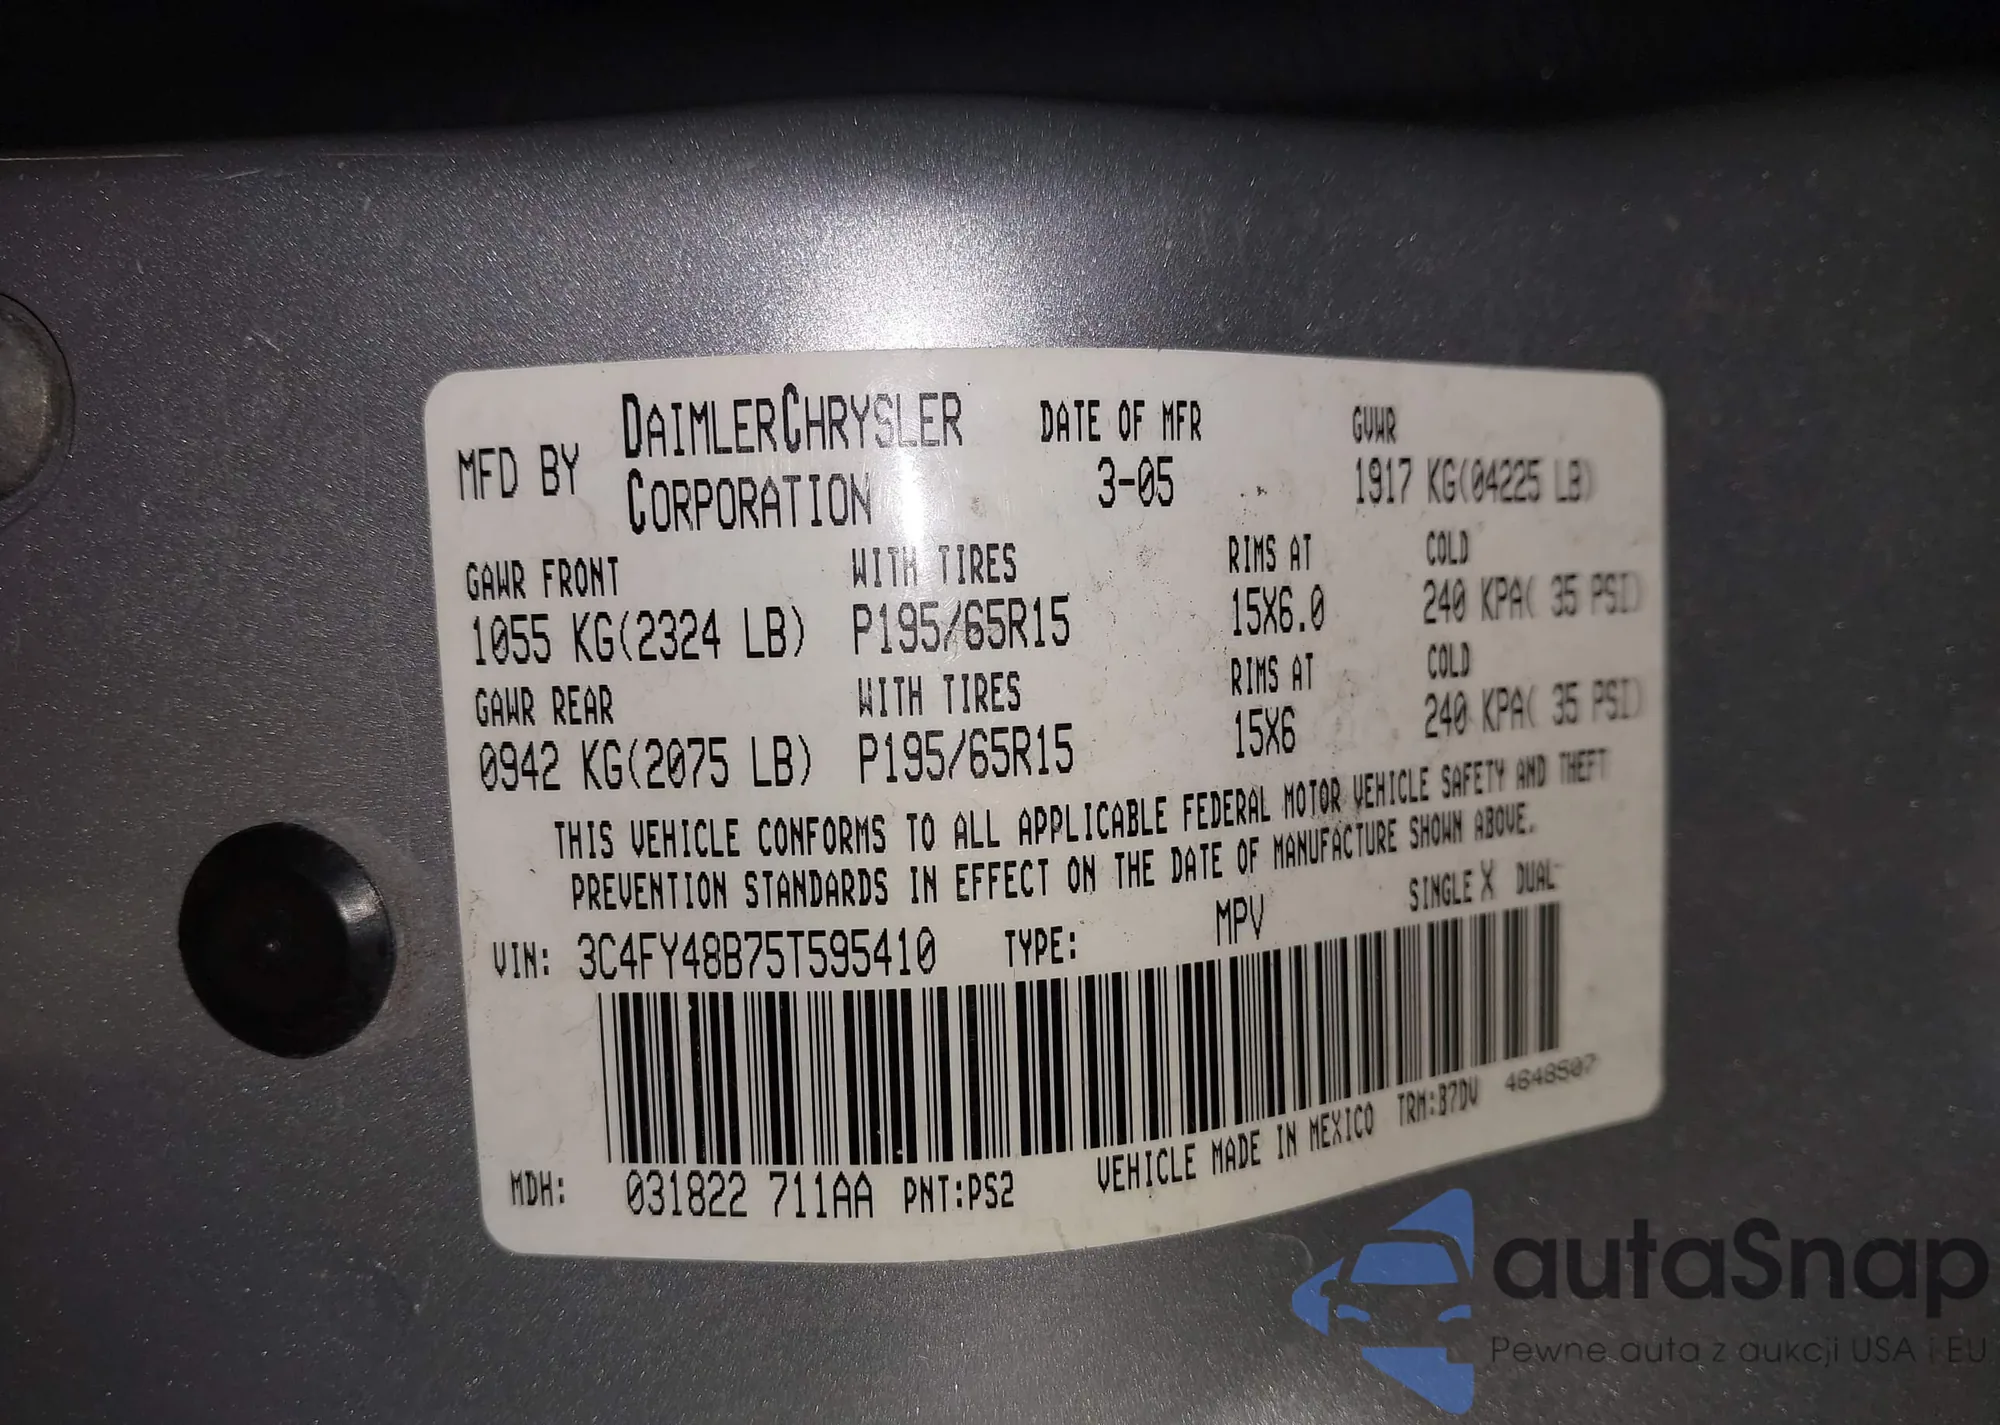 MFD BY DAIMLERCHRYSLER CORPORATION DATE OF MFR 3-05 GVWR 1917 KG(04225 LB)
GAWR FRONT WITH TIRES RIMS AT COLD
1055 KG(2324 LB) P195/65R15 15X6.0 240 KPA( 35 PSI)
GAWR REAR WITH TIRES RIMS AT COLD
0942 KG(2075 LB) P195/65R15 15X6 240 KPA( 35 PSI)
THIS VEHICLE CONFORMS TO ALL APPLICABLE FEDERAL MOTOR VEHICLE SAFETY AND THEFT
PREVENTION STANDARDS IN EFFECT ON THE DATE OF MANUFACTURE SHOWN ABOVE.
VIN: 3C4FY48B75T595410 TYPE: MPV SINGLE X DUAL
MDH: 031822 711AA PNT:PS2 VEHICLE MADE IN MEXICO TRM:B7DV 4648507
autaSnap
Pewne auta z aukcji USA i EU